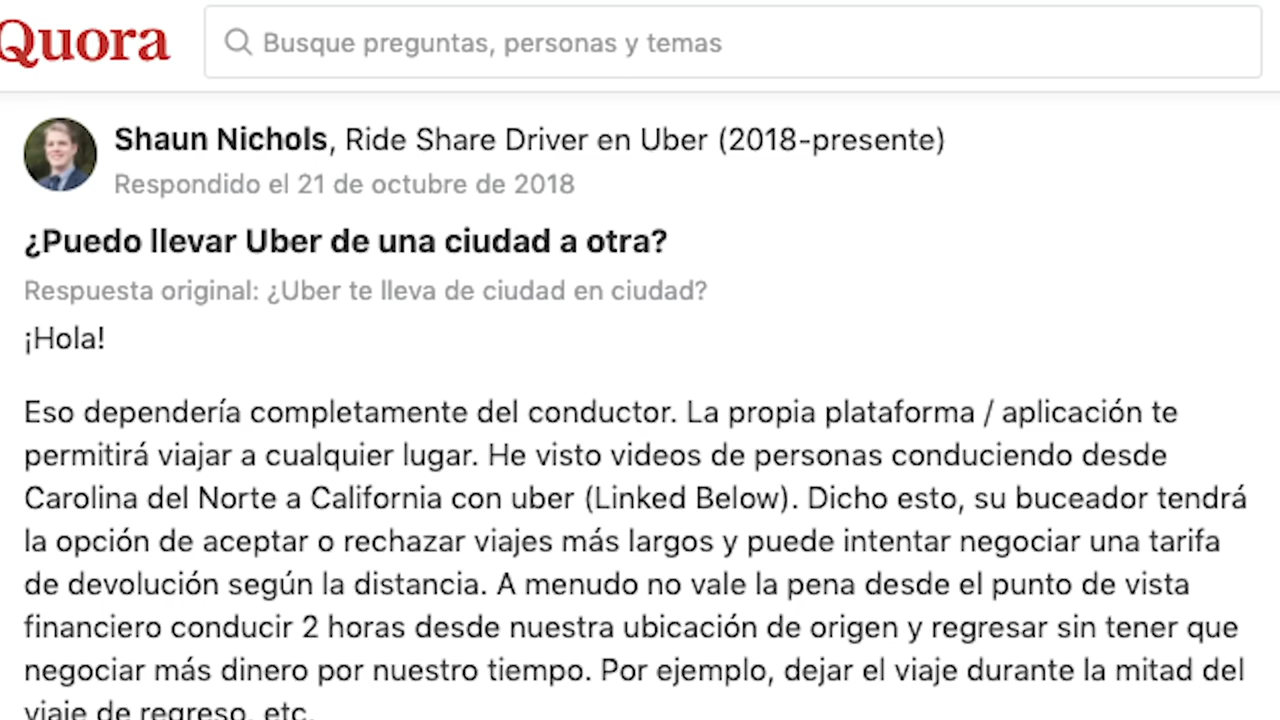 Quora
Busque preguntas, personas y temas
Shaun Nichols, Ride Share Driver en Uber (2018-presente)
Respondido el 21 de octubre de 2018
¿Puedo llevar Uber de una ciudad a otra?
Respuesta original: ¿Uber te lleva de ciudad en ciudad?
¡Hola!
Eso dependería completamente del conductor. La propia plataforma / aplicación te
permitirá viajar a cualquier lugar. He visto videos de personas conduciendo desde
Carolina del Norte a California con uber (Linked Below). Dicho esto, su buceador tendrá
la opción de aceptar o rechazar viajes más largos y puede intentar negociar una tarifa
de devolución según la distancia. A menudo no vale la pena desde el punto de vista
financiero conducir 2 horas desde nuestra ubicación de origen y regresar sin tener que
negociar más dinero por nuestro tiempo. Por ejemplo, dejar el viaje durante la mitad del
viaje de regreso, etc.